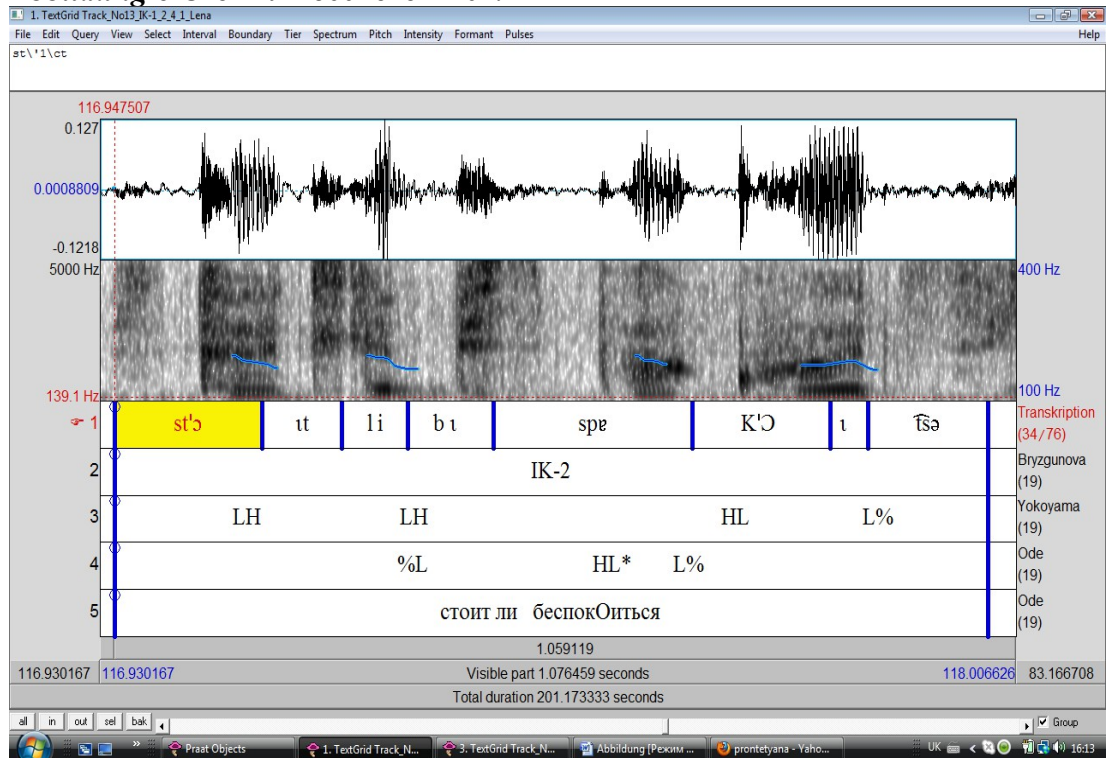 1. TextGrid Track_No13_IK-1_2_4_1_Lena
File Edit Query View Select Interval Boundary Tier Spectrum Pitch Intensity Formant Pulses Help
st\'1\ct
116.947507
0.127
0.0008809
-0.1218
5000 Hz 400 Hz
139.1 Hz 100 Hz
1 st'ɔ ɪt li bɪ spɐ K'Ɔ ɪ t͡sə Transkription (34/76)
2 IK-2 Bryzgunova (19)
3 LH LH HL L% Yokoyama (19)
4 %L HL* L% Ode (19)
5 стоит ли беспокОиться Ode (19)
1.059119
116.930167 116.930167 Visible part 1.076459 seconds 118.006626 83.166708
Total duration 201.173333 seconds
all in out sel bak Group
Praat Objects 1. TextGrid Track_N... 3. TextGrid Track_N... Abbildung [Режим ... prontetyana - Yaho... UK 16:13